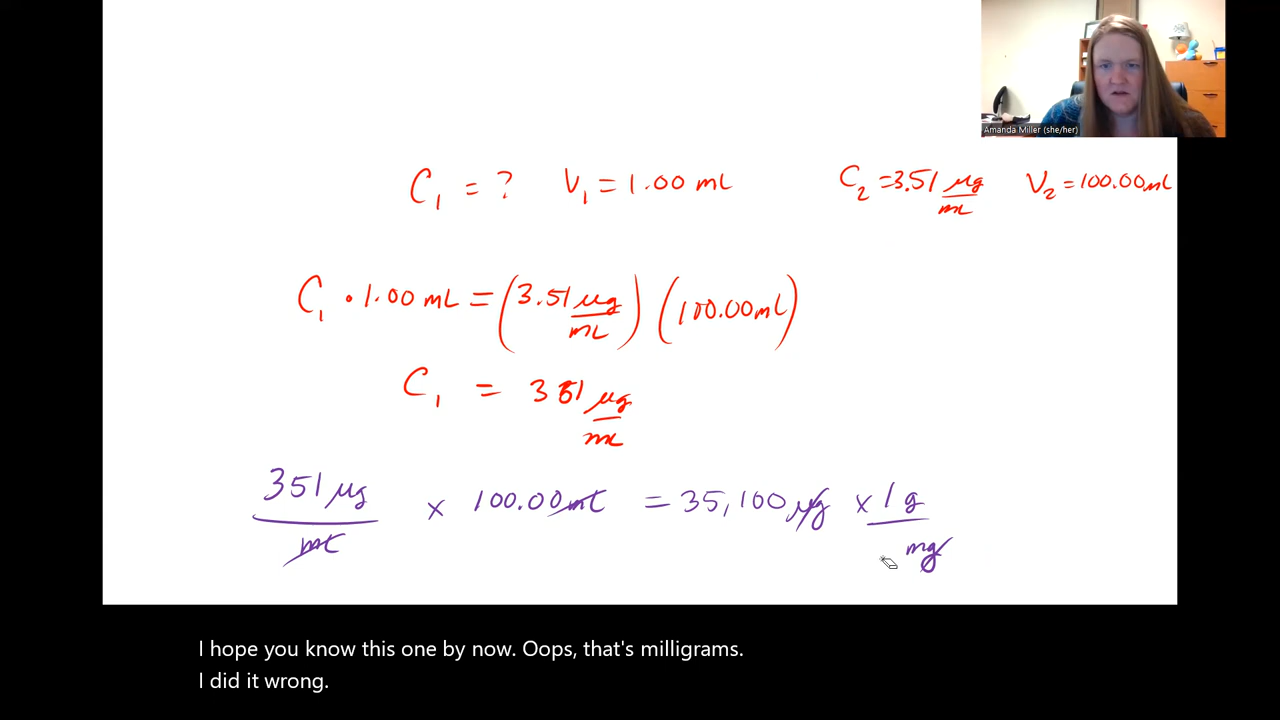 Amanda Miller (she/her)
C₁ = ? V₁ = 1.00 mL C₂ = 3.51 μg/mL V₂ = 100.00 mL
C₁ · 1.00 mL = (3.51 μg/mL) (100.00 mL)
C₁ = 351 μg/mL
351 μg/mL × 100.00 mL = 35,100 μg × 1 g/mg
I hope you know this one by now. Oops, that's milligrams.
I did it wrong.